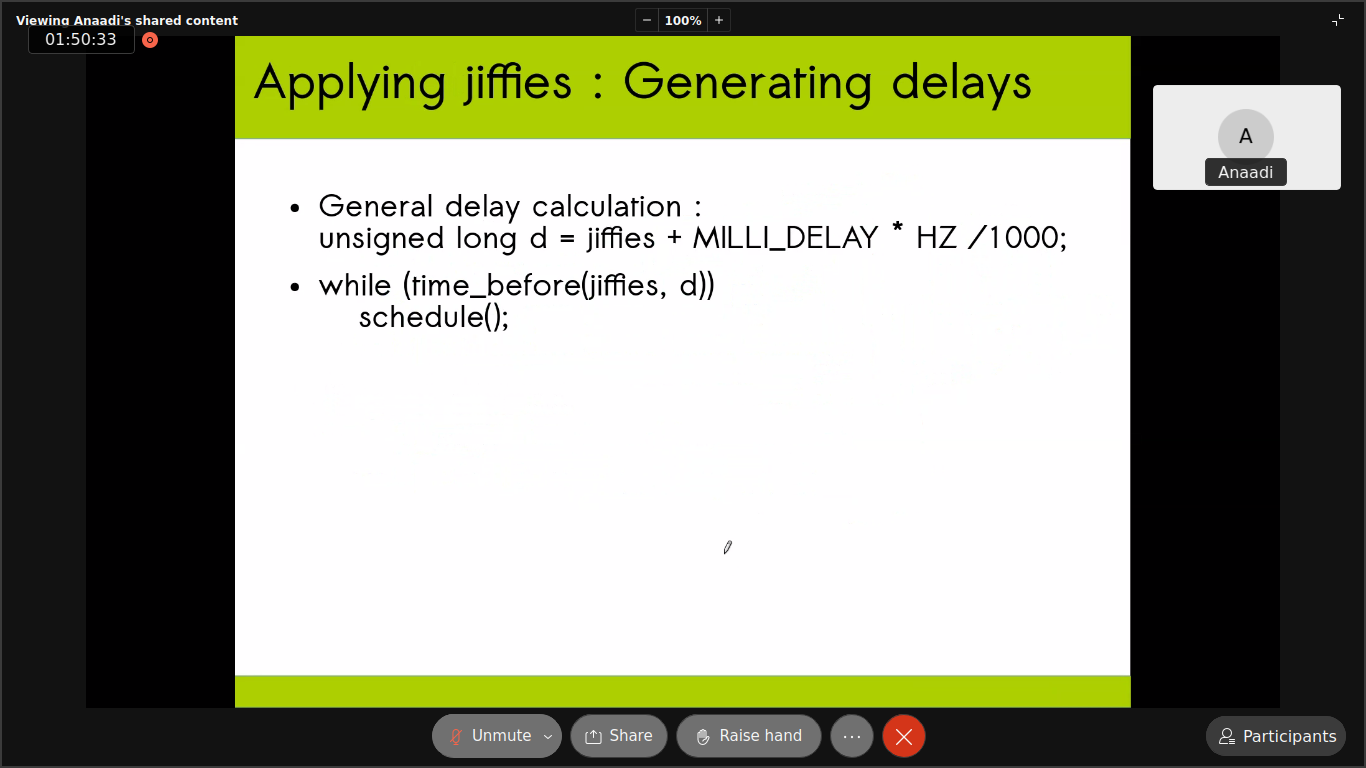 Viewing Anaadi's shared content
− 100% +
01:50:33
Applying jiffies : Generating delays
A
Anaadi
• General delay calculation :
unsigned long d = jiffies + MILLI_DELAY * HZ /1000;
• while (time_before(jiffies, d))
schedule();
Unmute
Share
Raise hand
...
Participants